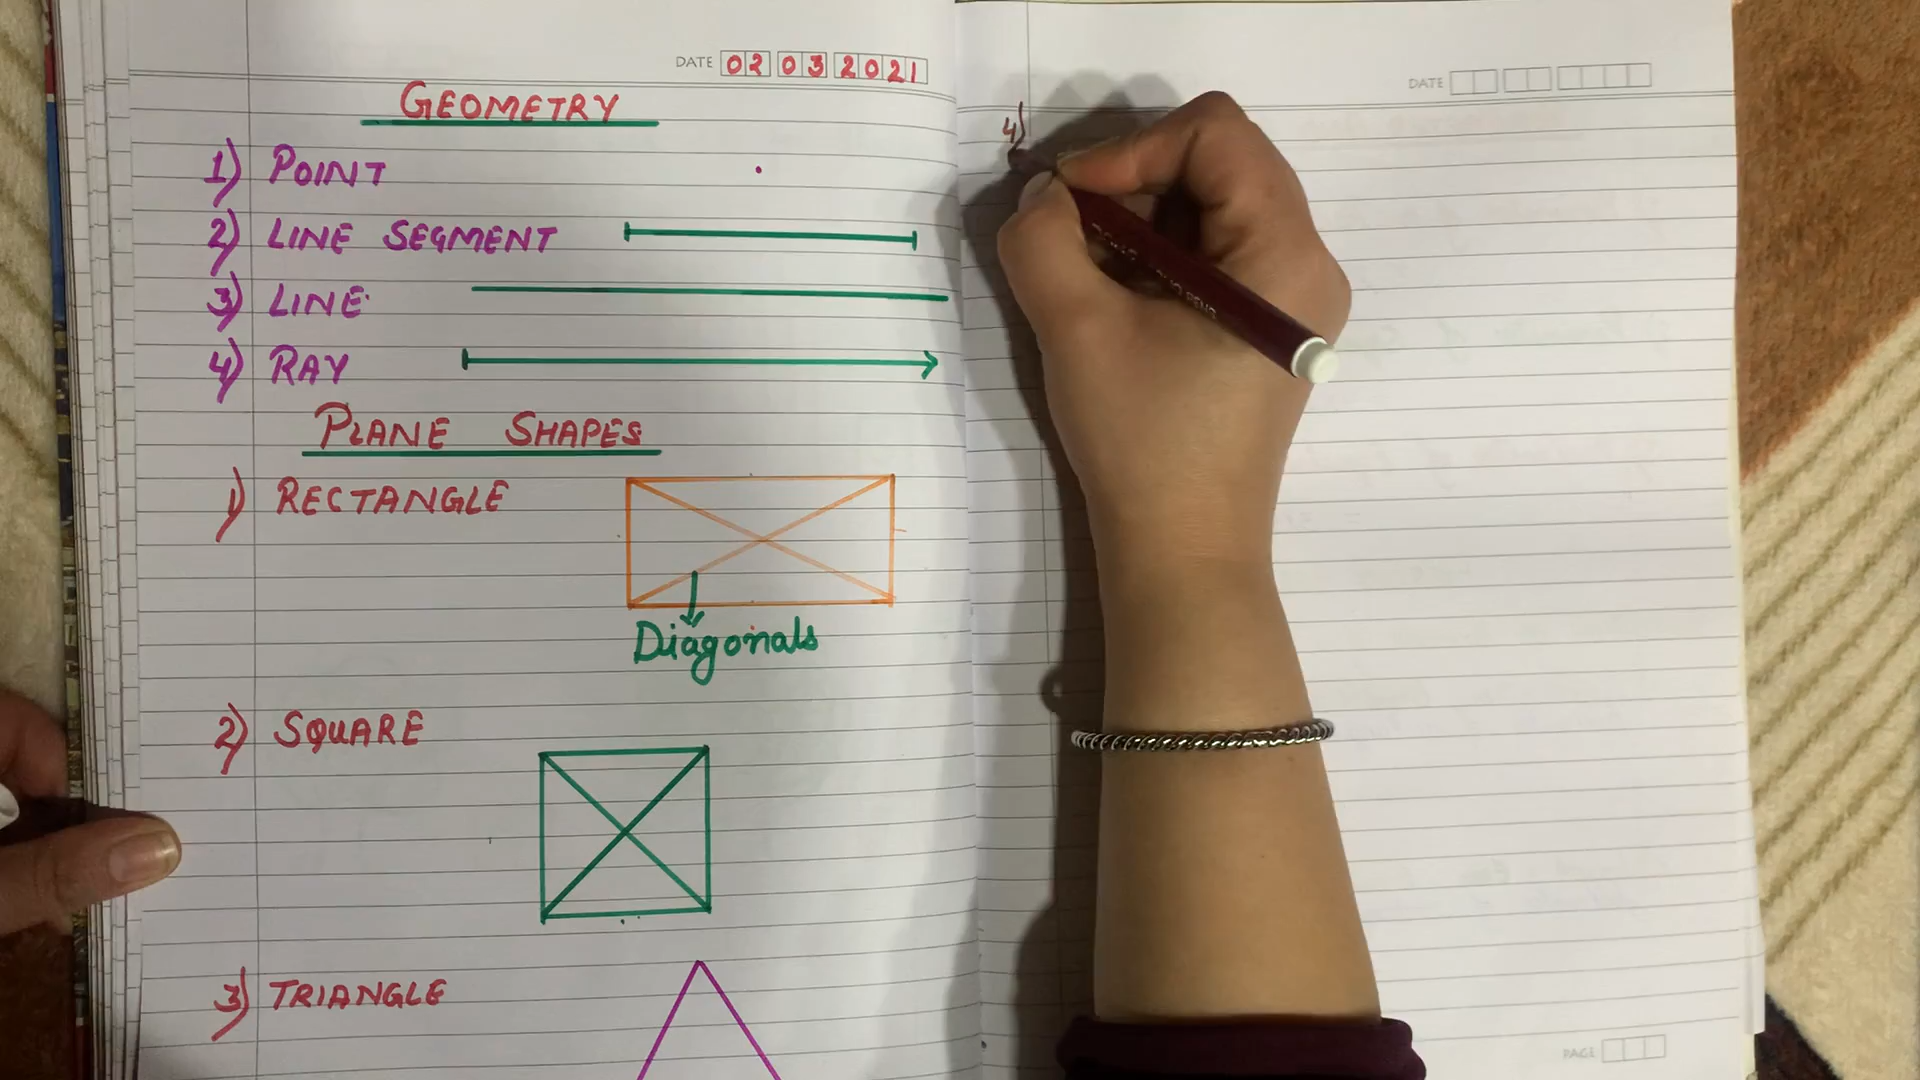 DATE 02 03 2021
GEOMETRY
1) POINT
2) LINE SEGMENT
3) LINE
4) RAY
PLANE SHAPES
1) RECTANGLE
Diagonals
2) SQUARE
3) TRIANGLE
DATE
4)
PAGE